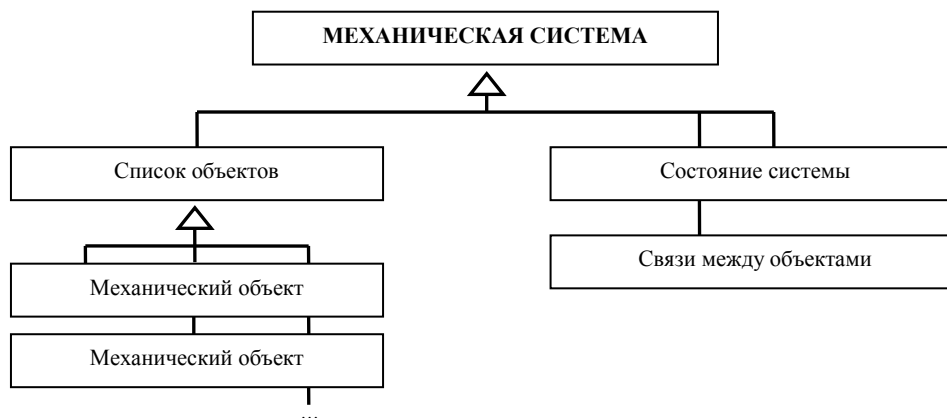 МЕХАНИЧЕСКАЯ СИСТЕМА
Список объектов
Состояние системы
Связи между объектами
Механический объект
Механический объект
...